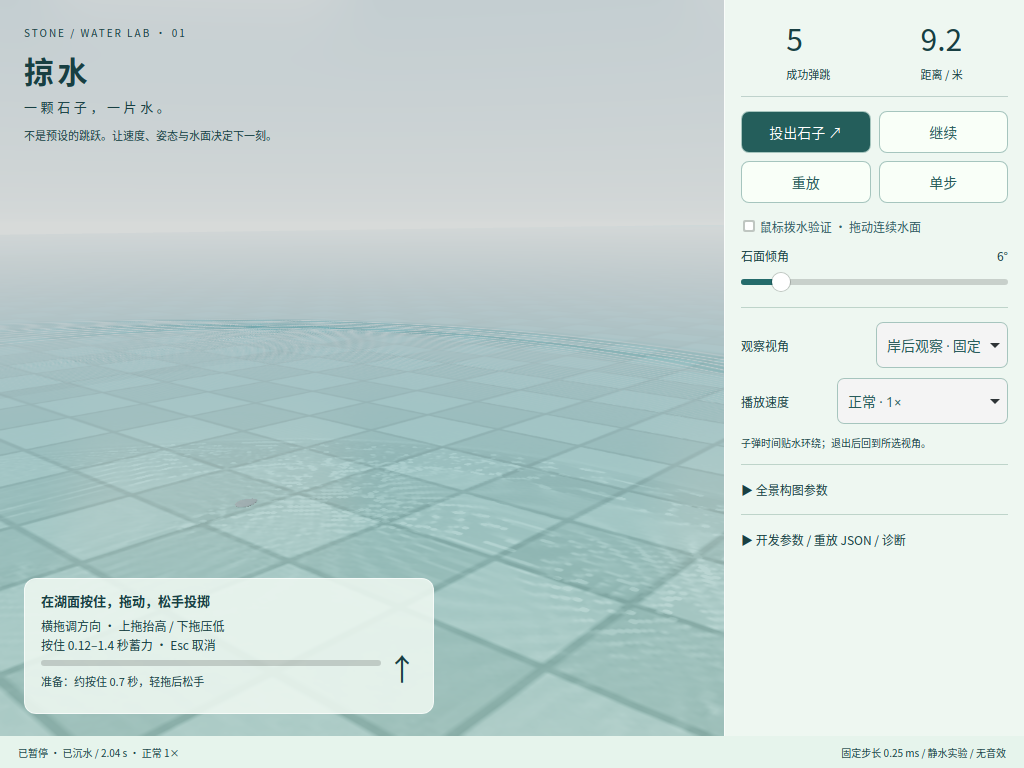 STONE / WATER LAB · 01
掠水
一颗石子，一片水。
不是预设的跳跃。让速度、姿态与水面决定下一刻。
5
成功弹跳
9.2
距离 / 米
投出石子 ↗
继续
重放
单步
鼠标拨水验证 · 拖动连续水面
石面倾角
6°
观察视角
岸后观察 · 固定
播放速度
正常 · 1×
子弹时间贴水环绕；退出后回到所选视角。
▶ 全景构图参数
▶ 开发参数 / 重放 JSON / 诊断
在湖面按住，拖动，松手投掷
横拖调方向 · 上拖抬高 / 下拖压低
按住 0.12–1.4 秒蓄力 · Esc 取消
↑
准备：约按住 0.7 秒，轻拖后松手
已暂停 · 已沉水 / 2.04 s · 正常 1×
固定步长 0.25 ms / 静水实验 / 无音效